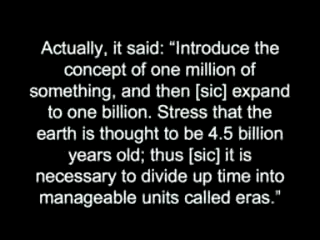 Actually, it said: “Introduce the
concept of one million of
something, and then [sic] expand
to one billion. Stress that the
earth is thought to be 4.5 billion
years old; thus [sic] it is
necessary to divide up time into
manageable units called eras.”